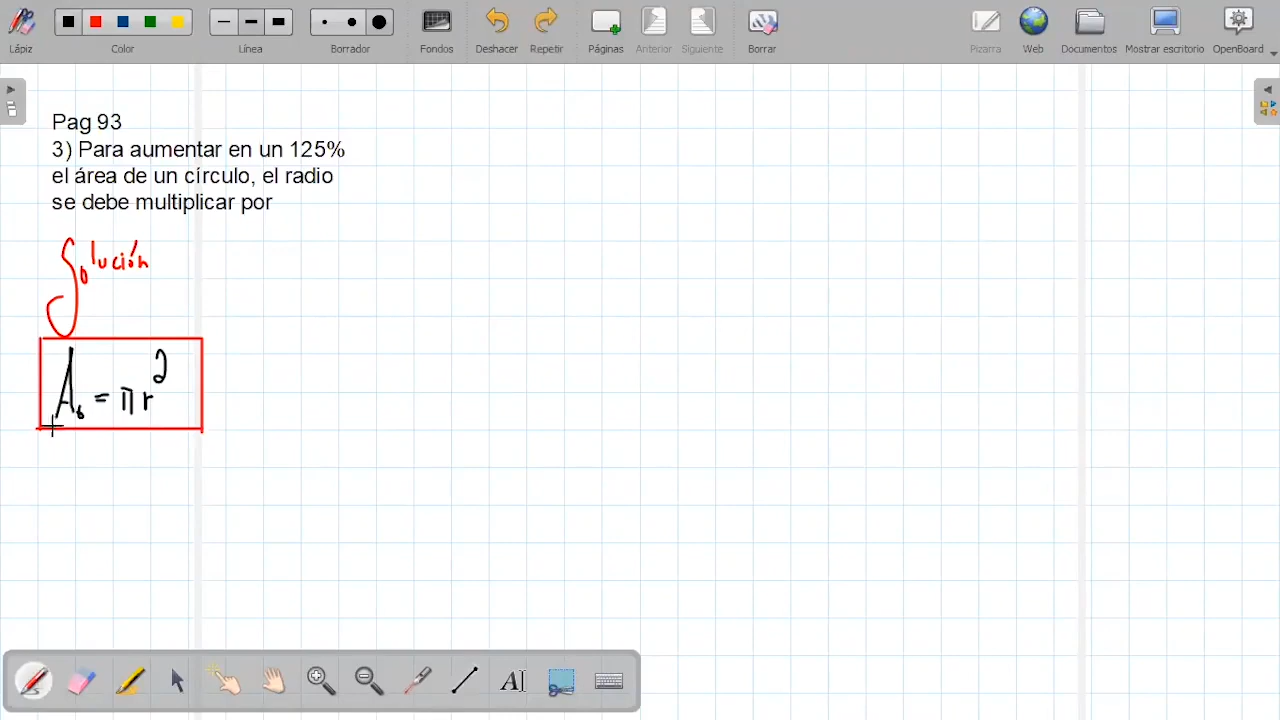 Lápiz Color Línea Borrador Fondos Deshacer Repetir Páginas Anterior Siguiente Borrar Pizarra Web Documentos Mostrar escritorio OpenBoard
Pag 93
3) Para aumentar en un 125%
el área de un círculo, el radio
se debe multiplicar por
Solución
A₀ = πr²